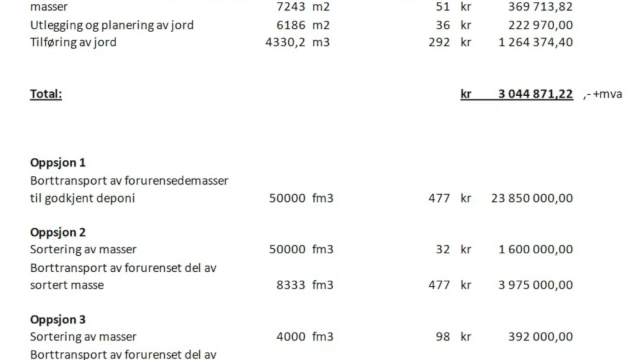 masser 7243 m2 51 kr 369 713,82
Utlegging og planering av jord 6186 m2 36 kr 222 970,00
Tilføring av jord 4330,2 m3 292 kr 1 264 374,40
Total: kr 3 044 871,22 ,- +mva
Oppsjon 1
Borttransport av forurensedemasser
til godkjent deponi 50000 fm3 477 kr 23 850 000,00
Oppsjon 2
Sortering av masser 50000 fm3 32 kr 1 600 000,00
Borttransport av forurenset del av
sortert masse 8333 fm3 477 kr 3 975 000,00
Oppsjon 3
Sortering av masser 4000 fm3 98 kr 392 000,00
Borttransport av forurenset del av